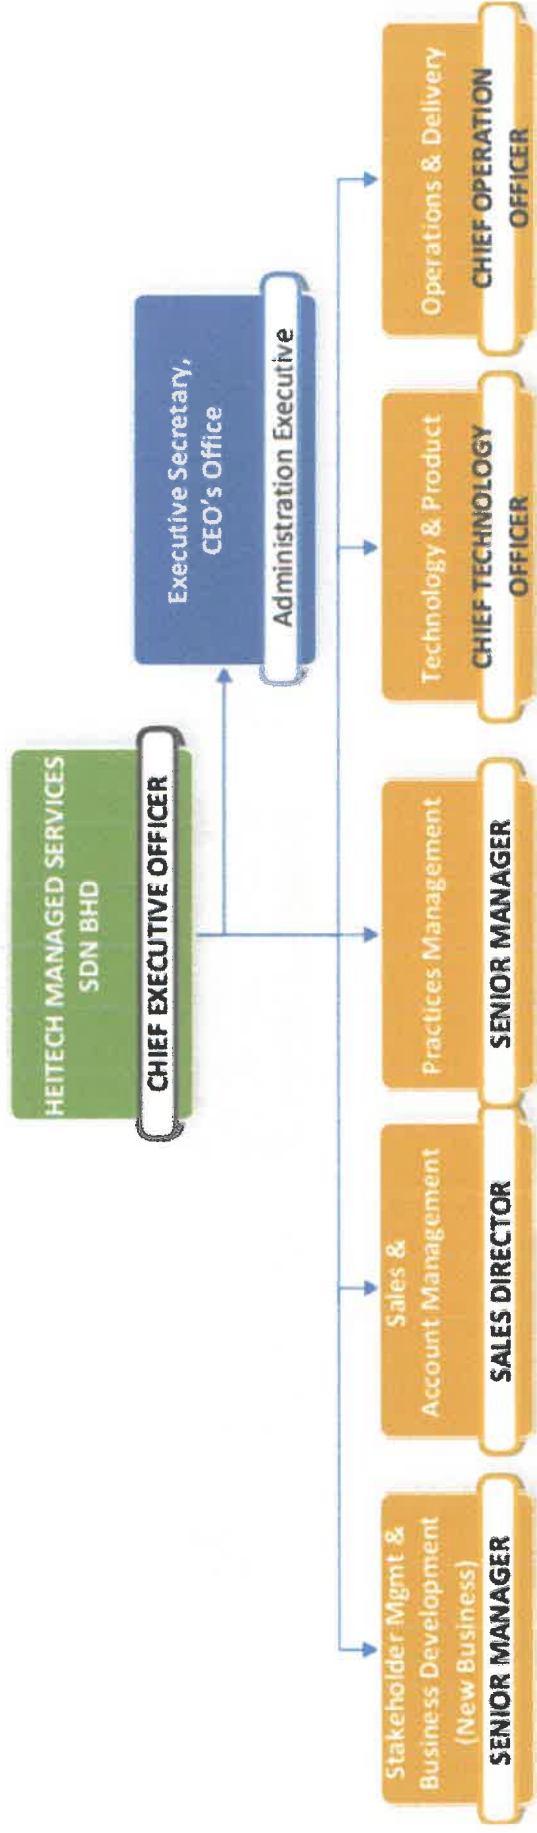 HEITECH MANAGED SERVICES
SDN BHD
CHIEF EXECUTIVE OFFICER
Executive Secretary,
CEO's Office
Administration Executive
Stakeholder Mgmt &
Business Development
(New Business)
SENIOR MANAGER
Sales &
Account Management
SALES DIRECTOR
Practices Management
SENIOR MANAGER
Technology & Product
CHIEF TECHNOLOGY
OFFICER
Operations & Delivery
CHIEF OPERATION
OFFICER